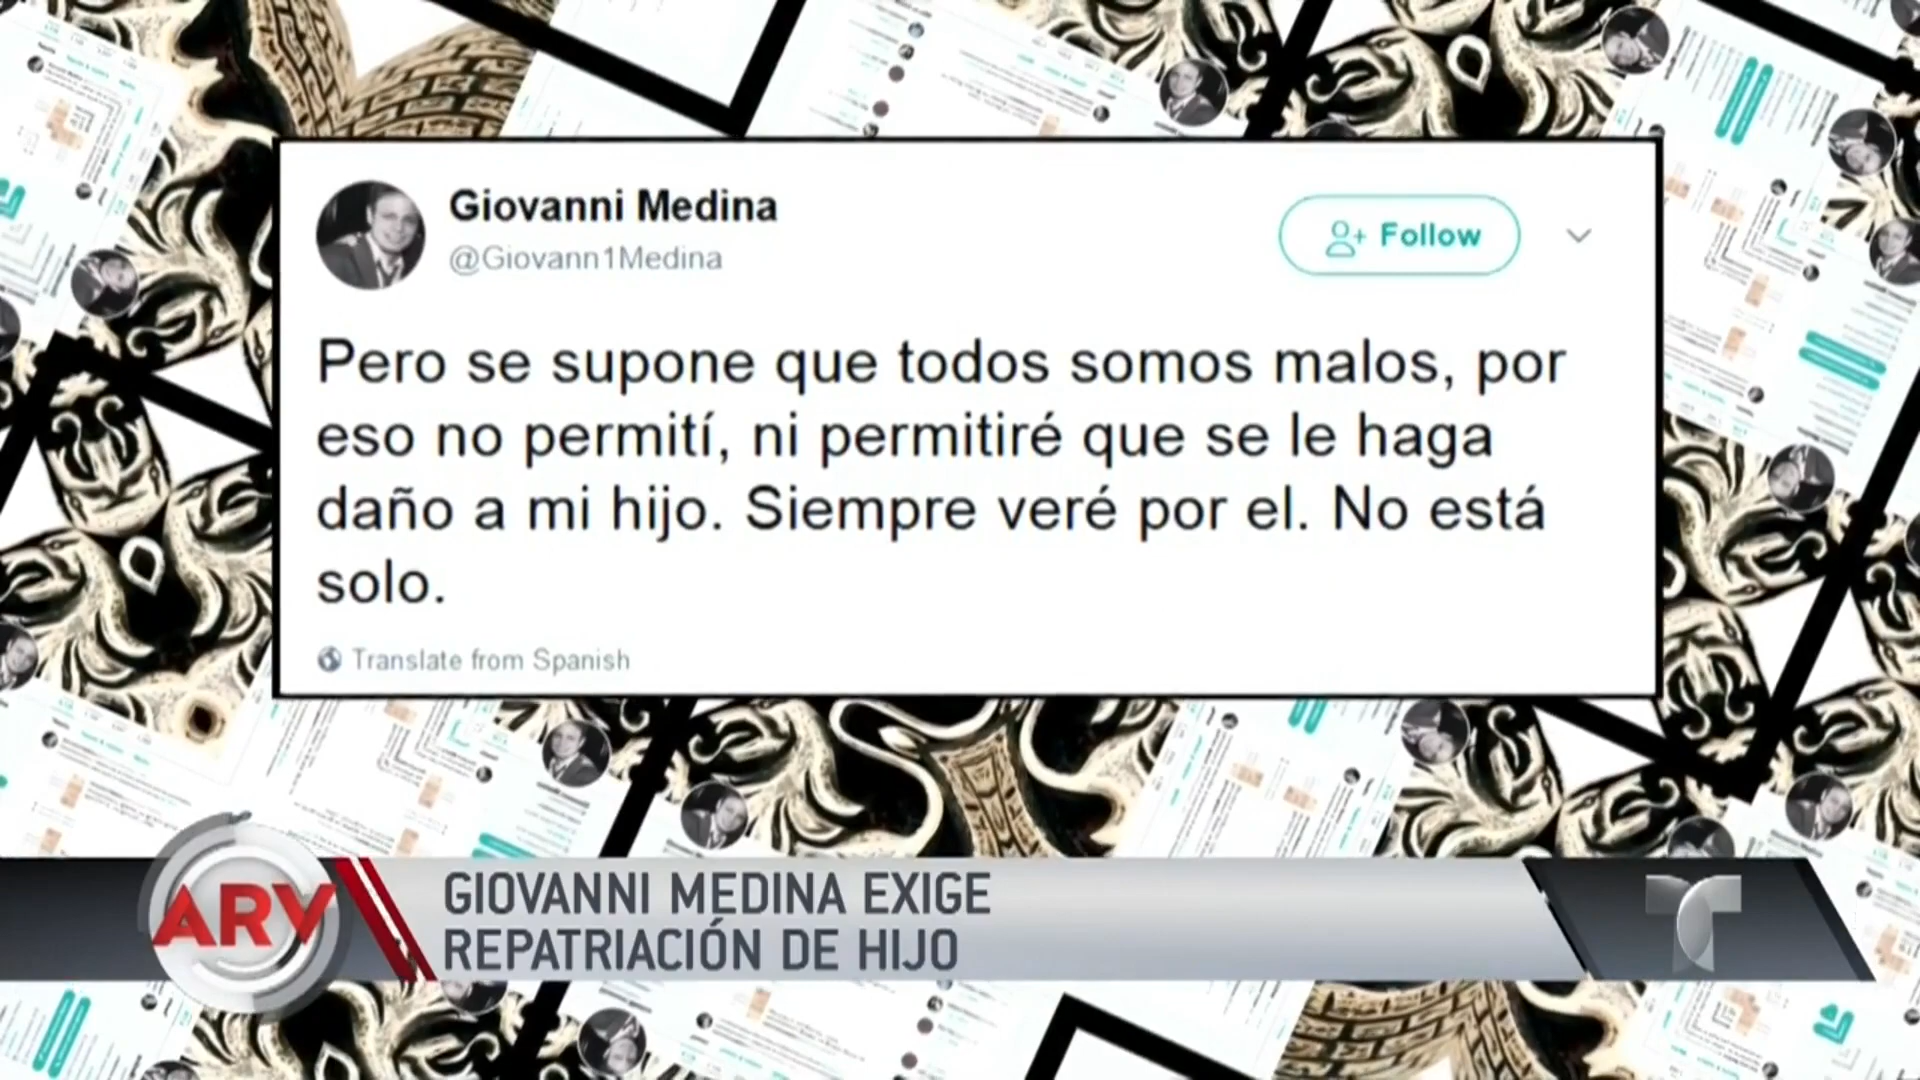 Giovanni Medina
@Giovann1Medina
Follow
Pero se supone que todos somos malos, por
eso no permití, ni permitiré que se le haga
daño a mi hijo. Siempre veré por el. No está
solo.
Translate from Spanish
ARV
GIOVANNI MEDINA EXIGE
REPATRIACIÓN DE HIJO